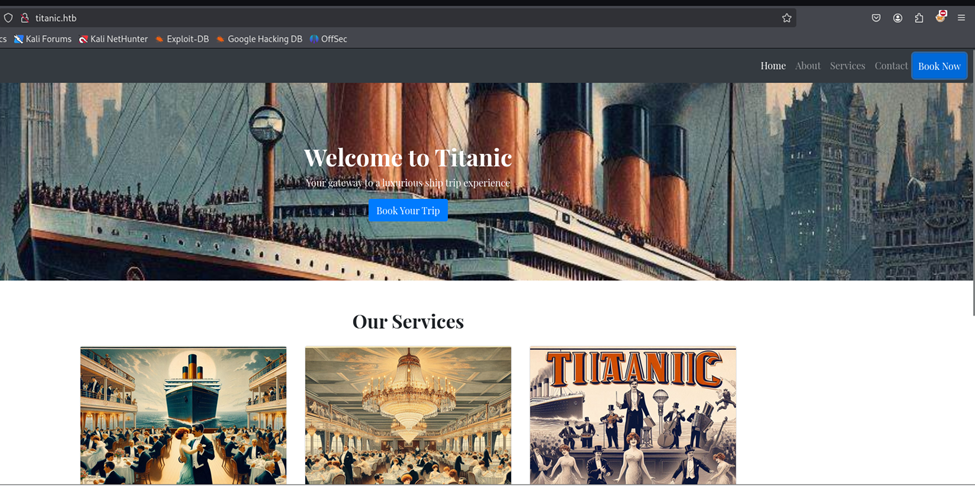 titanic.htb
cs Kali Forums Kali NetHunter Exploit-DB Google Hacking DB OffSec
Home About Services Contact Book Now
Welcome to Titanic
Your gateway to a luxurious ship trip experience
Book Your Trip
Our Services
TIITANIIC